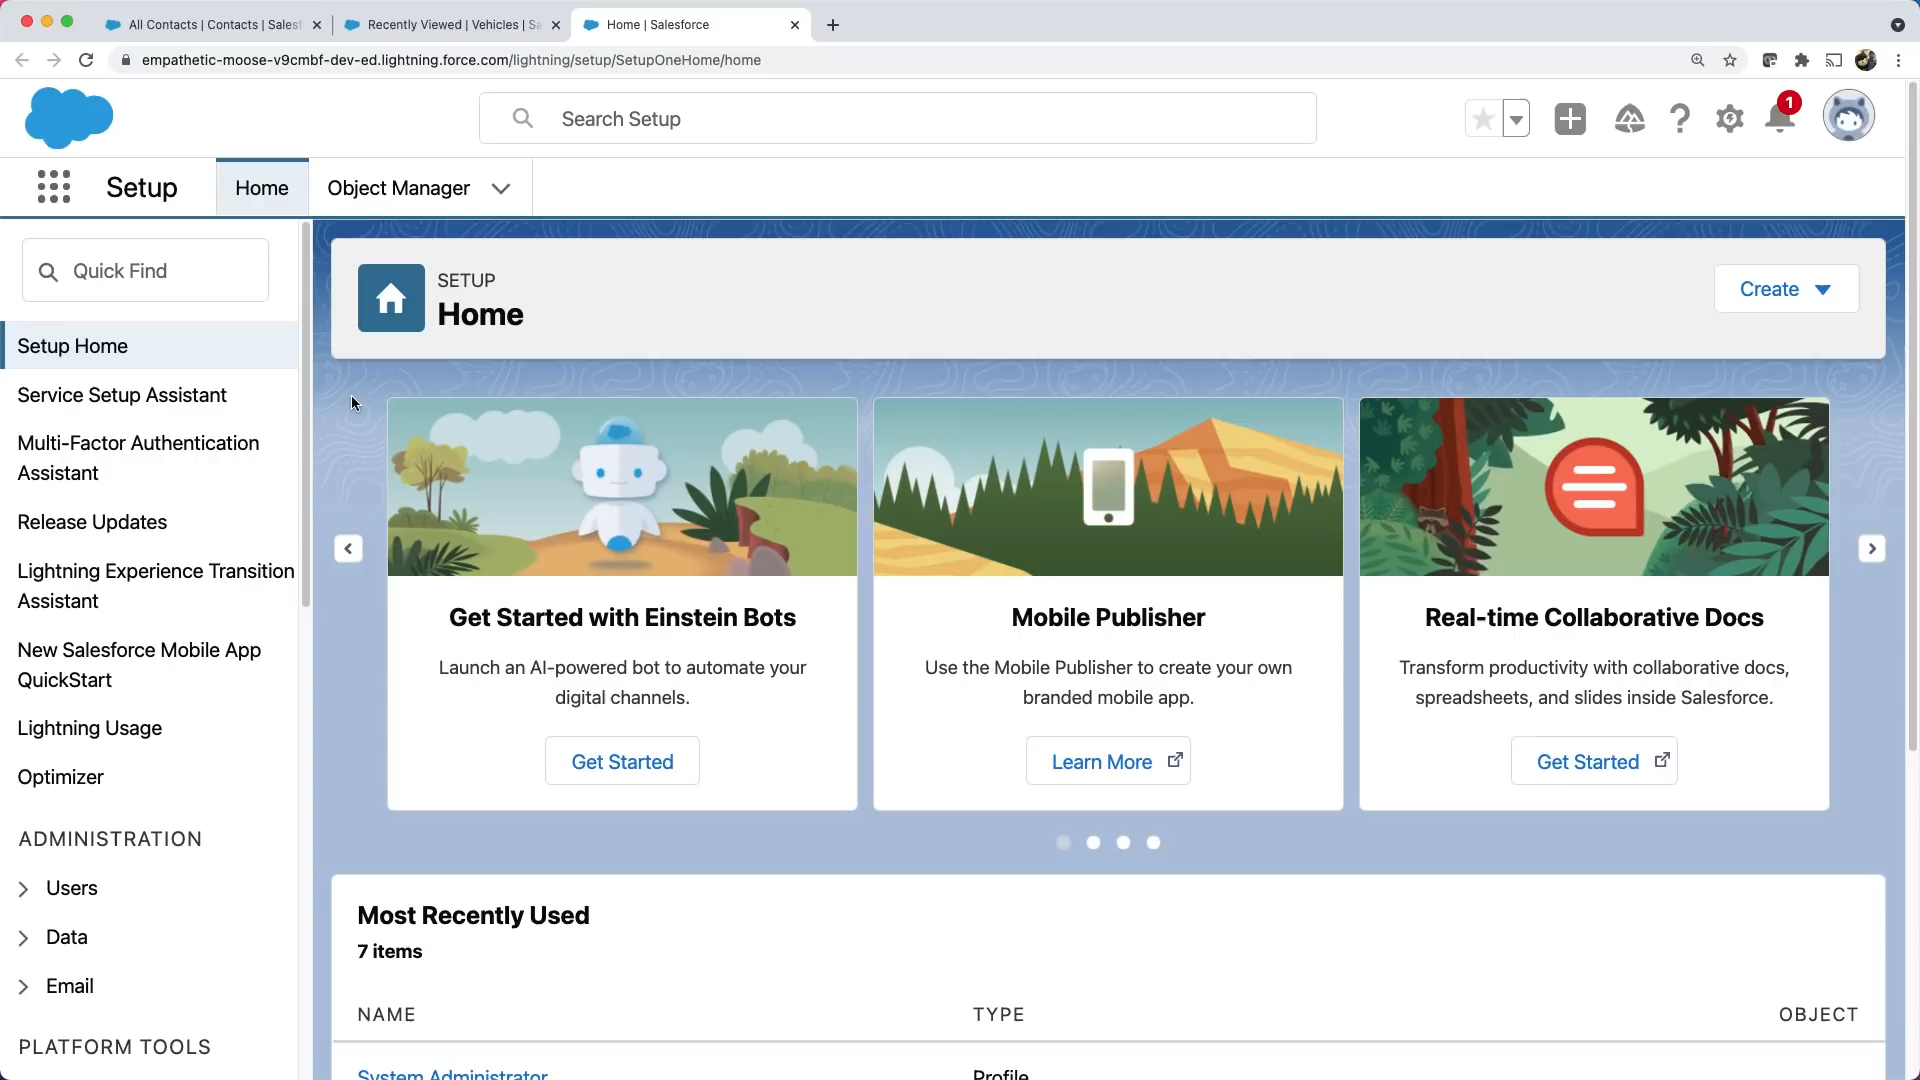 All Contacts | Contacts | Salesf
Recently Viewed | Vehicles | Sa
Home | Salesforce
empathetic-moose-v9cmbf-dev-ed.lightning.force.com/lightning/setup/SetupOneHome/home
Search Setup
1
Setup
Home
Object Manager
Quick Find
Setup Home
Service Setup Assistant
Multi-Factor Authentication
Assistant
Release Updates
Lightning Experience Transition
Assistant
New Salesforce Mobile App
QuickStart
Lightning Usage
Optimizer
ADMINISTRATION
Users
Data
Email
PLATFORM TOOLS
SETUP
Home
Create
Get Started with Einstein Bots
Launch an AI-powered bot to automate your
digital channels.
Get Started
Mobile Publisher
Use the Mobile Publisher to create your own
branded mobile app.
Learn More
Real-time Collaborative Docs
Transform productivity with collaborative docs,
spreadsheets, and slides inside Salesforce.
Get Started
Most Recently Used
7 items
NAME
TYPE
OBJECT
System Administrator
Profile